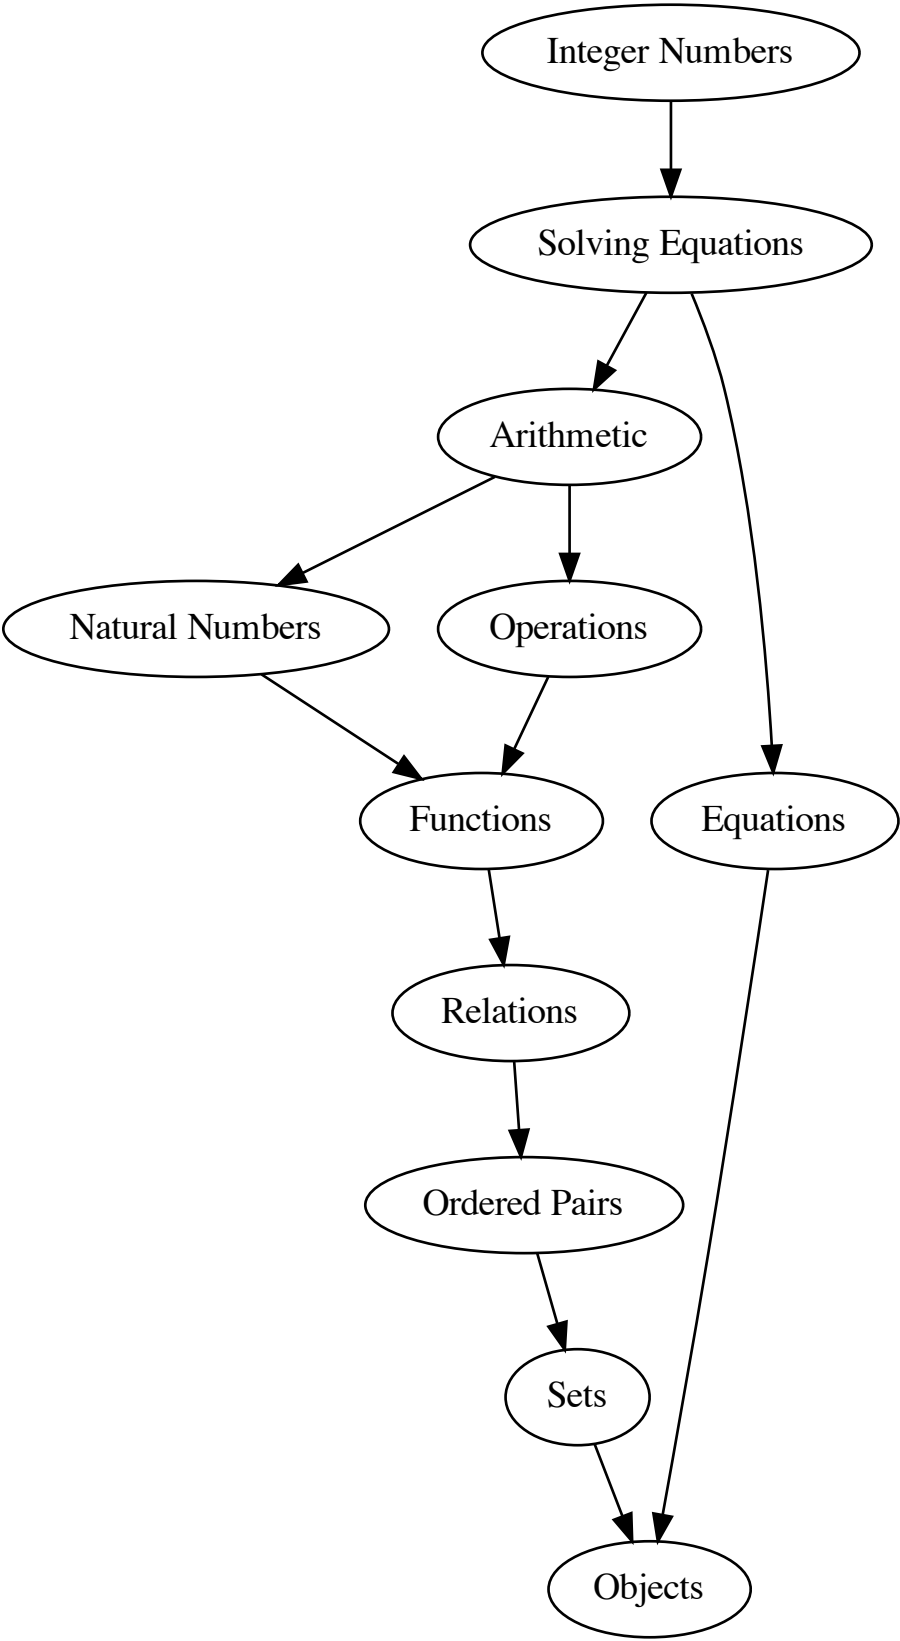 Integer Numbers
Solving Equations
Arithmetic
Natural Numbers
Operations
Functions
Equations
Relations
Ordered Pairs
Sets
Objects